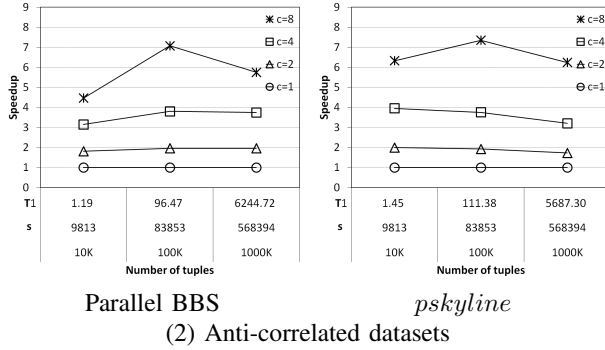 9
8
7
6
5
4
3
2
1
0
Speedup
c=8
c=4
c=2
c=1
T1 1.19 96.47 6244.72
s 9813 83853 568394
10K 100K 1000K
Number of tuples
Parallel BBS
9
8
7
6
5
4
3
2
1
0
Speedup
c=8
c=4
c=2
c=1
T1 1.45 111.38 5687.30
s 9813 83853 568394
10K 100K 1000K
Number of tuples
pskyline
(2) Anti-correlated datasets